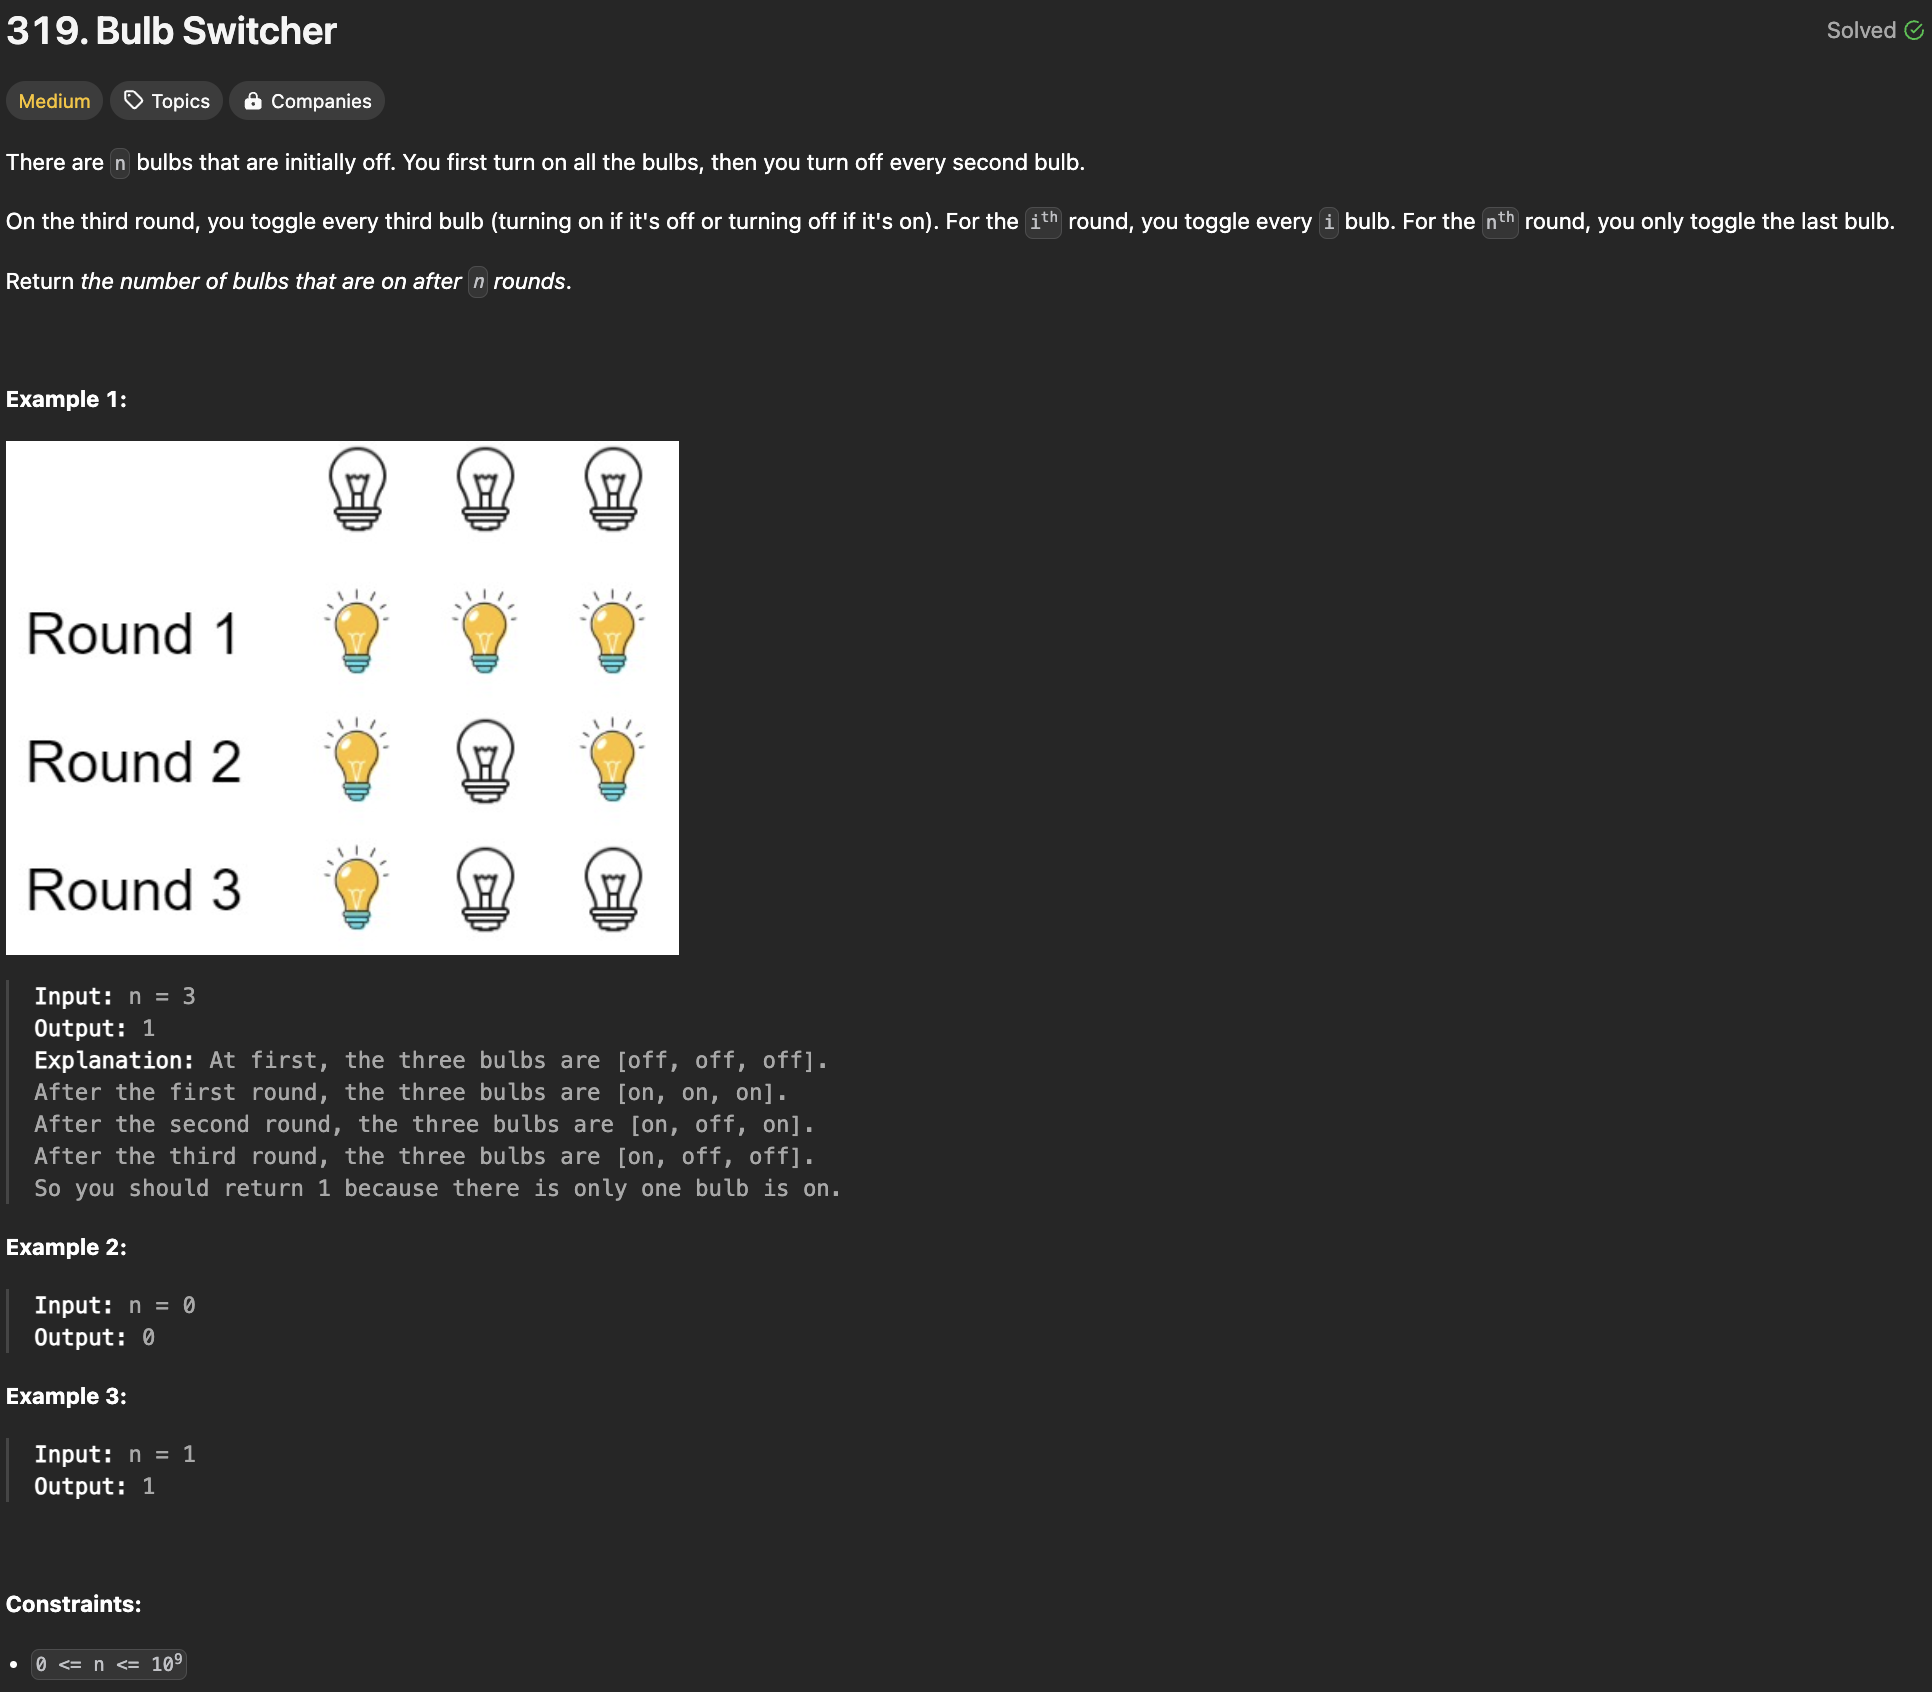 319. Bulb Switcher
Solved
Medium Topics Companies
There are n bulbs that are initially off. You first turn on all the bulbs, then you turn off every second bulb.
On the third round, you toggle every third bulb (turning on if it's off or turning off if it's on). For the iᵗʰ round, you toggle every i bulb. For the nᵗʰ round, you only toggle the last bulb.
Return the number of bulbs that are on after n rounds.
Example 1:
Round 1
Round 2
Round 3
Input: n = 3
Output: 1
Explanation: At first, the three bulbs are [off, off, off].
After the first round, the three bulbs are [on, on, on].
After the second round, the three bulbs are [on, off, on].
After the third round, the three bulbs are [on, off, off].
So you should return 1 because there is only one bulb is on.
Example 2:
Input: n = 0
Output: 0
Example 3:
Input: n = 1
Output: 1
Constraints:
• 0 <= n <= 10⁹